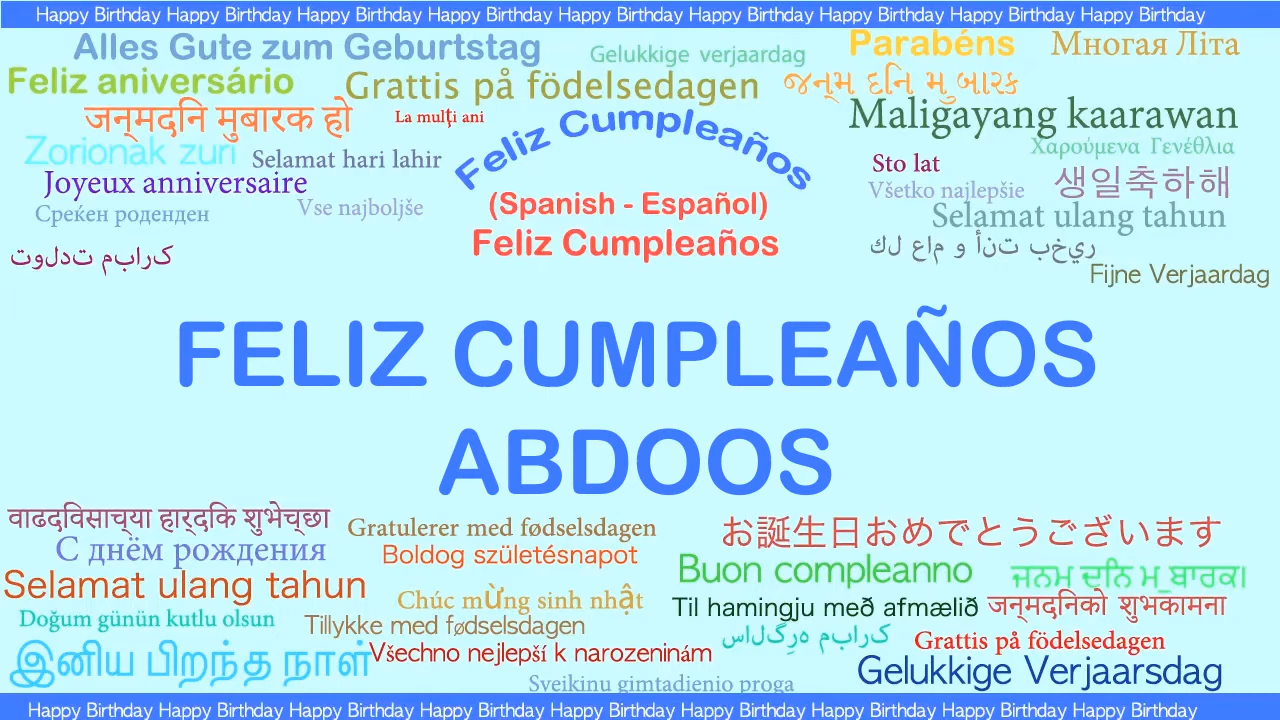 Happy Birthday Happy Birthday Happy Birthday Happy Birthday Happy Birthday Happy Birthday Happy Birthday Happy Birthday Happy Birthday
Alles Gute zum Geburtstag
Gelukkige verjaardag
Parabéns
Многая Літа
Feliz aniversário
Grattis på födelsedagen
જન્મ દિન મુબારક
जन्मदिन मुबारक हो
La mulţi ani
Feliz Cumpleaños
Maligayang kaarawan
Zorionak zuri
Selamat hari lahir
Sto lat
Χαρούμενα Γενέθλια
Joyeux anniversaire
(Spanish - Español)
Všetko najlepšie
생일축하해
Среќен роденден
Vse najboljše
Feliz Cumpleaños
Selamat ulang tahun
تولدت مبارک
كل عام و أنت بخير
Fijne Verjaardag
FELIZ CUMPLEAÑOS
ABDOOS
वाढदिवसाच्या हार्दिक शुभेच्छा
Gratulerer med fødselsdagen
お誕生日おめでとうございます
С днём рождения
Boldog születésnapot
Buon compleanno
ਜਨਮ ਦਿਨ ਮੁਬਾਰਕ।
Selamat ulang tahun
Chúc mừng sinh nhật
Til hamingju með afmælið
जन्मदिनको शुभकामना
Doğum günün kutlu olsun
Tillykke med fødselsdagen
سالگرہ مبارک
Grattis på födelsedagen
இனிய பிறந்த நாள்
Všechno nejlepší k narozeninám
Gelukkige Verjaarsdag
Sveikinu gimtadienio proga
Happy Birthday Happy Birthday Happy Birthday Happy Birthday Happy Birthday Happy Birthday Happy Birthday Happy Birthday Happy Birthday